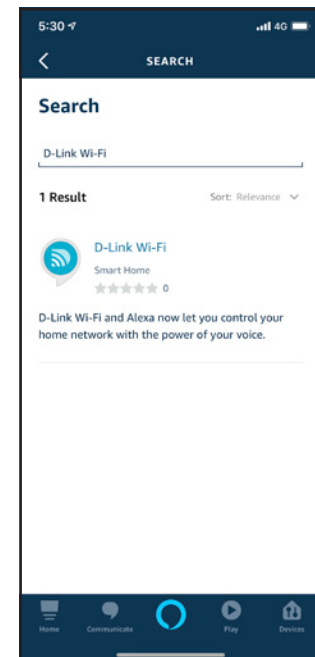 5:30 4G
SEARCH
Search
D-Link Wi-Fi
1 Result Sort: Relevance
D-Link Wi-Fi
Smart Home
0
D-Link Wi-Fi and Alexa now let you control your
home network with the power of your voice.
Home Communicate Play Devices